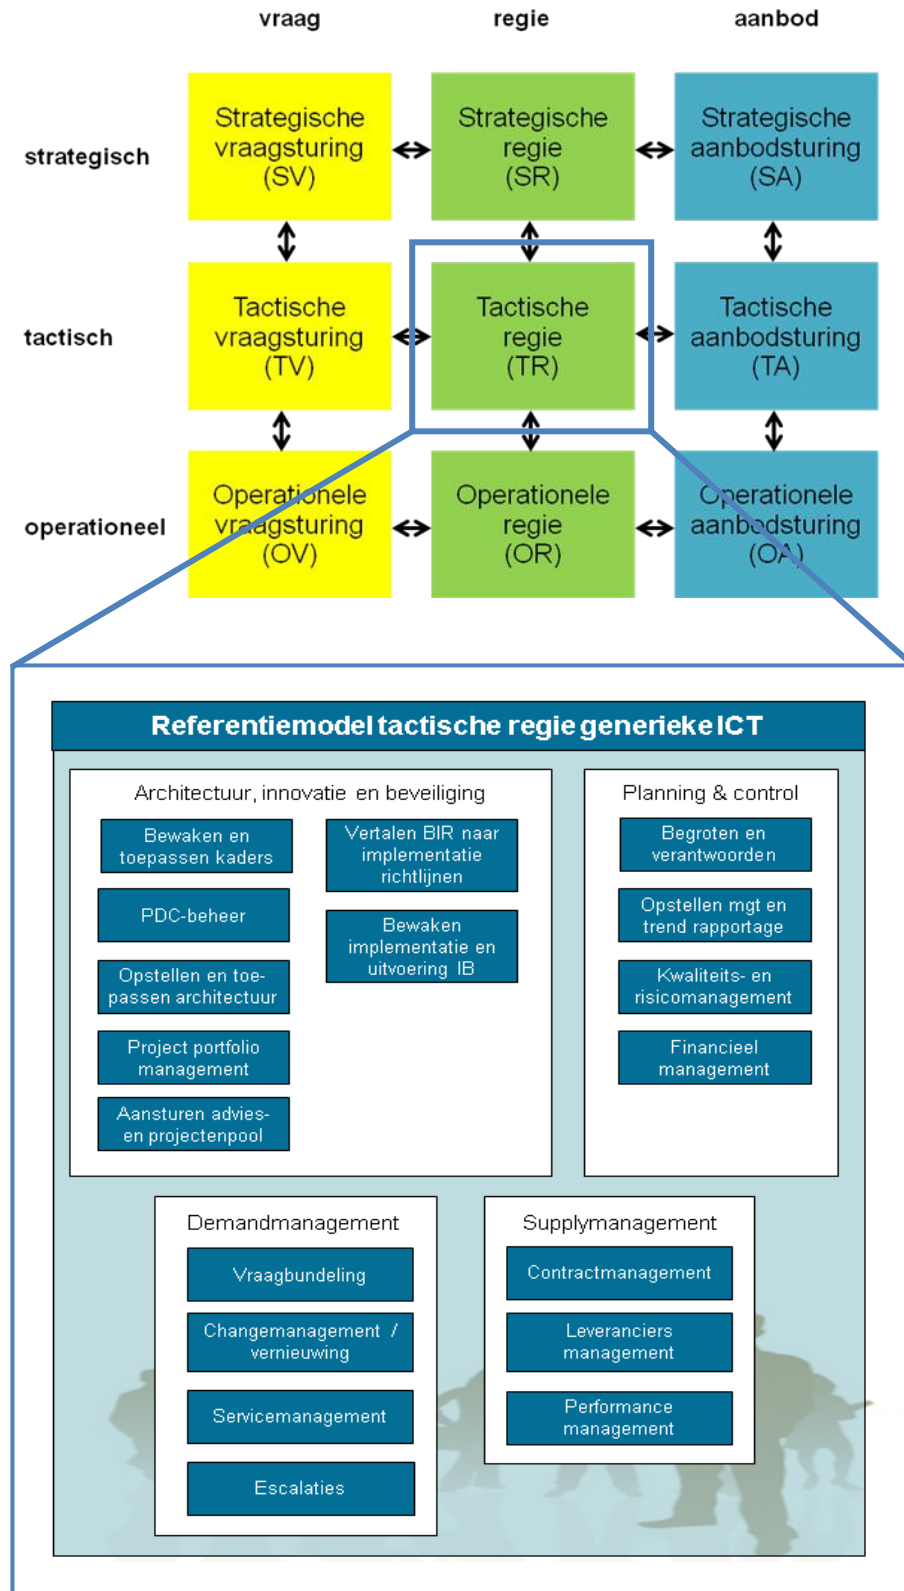 vraag
regie
aanbod
strategisch
Strategische
vraagsturing
(SV)
Strategische
regie
(SR)
Strategische
aanbodsturing
(SA)
tactisch
Tactische
vraagsturing
(TV)
Tactische
regie
(TR)
Tactische
aanbodsturing
(TA)
operationeel
Operationele
vraagsturing
(OV)
Operationele
regie
(OR)
Operationele
aanbodsturing
(OA)
Referentiemodel tactische regie generieke ICT
Architectuur, innovatie en beveiliging
Bewaken en
toepassen kaders
PDC-beheer
Opstellen en toe-
passen architectuur
Project portfolio
management
Aansturen advies-
en projectenpool
Vertalen BIR naar
implementatie
richtlijnen
Bewaken
implementatie en
uitvoering IB
Planning & control
Begroten en
verantwoorden
Opstellen mgt en
trend rapportage
Kwaliteits- en
risicomanagement
Financieel
management
Demandmanagement
Vraagbundeling
Changemanagement /
vernieuwing
Servicemanagement
Escalaties
Supplymanagement
Contractmanagement
Leveranciers
management
Performance
management